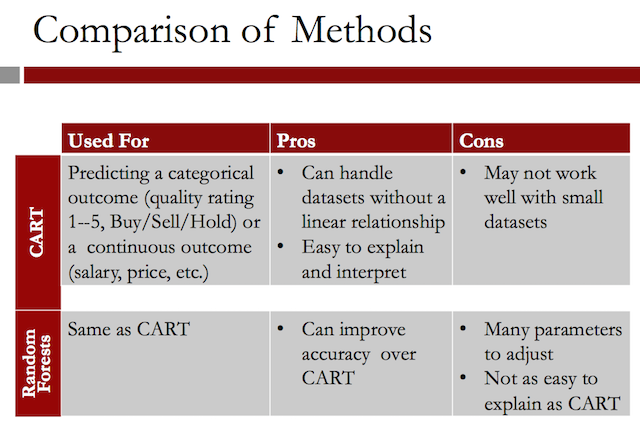 Comparison of Methods
Used For
Pros
Cons
CART
Predicting a categorical
outcome (quality rating
1--5, Buy/Sell/Hold) or
a continuous outcome
(salary, price, etc.)
• Can handle
datasets without a
linear relationship
• Easy to explain
and interpret
• May not work
well with small
datasets
Random
Forests
Same as CART
• Can improve
accuracy over
CART
• Many parameters
to adjust
• Not as easy to
explain as CART